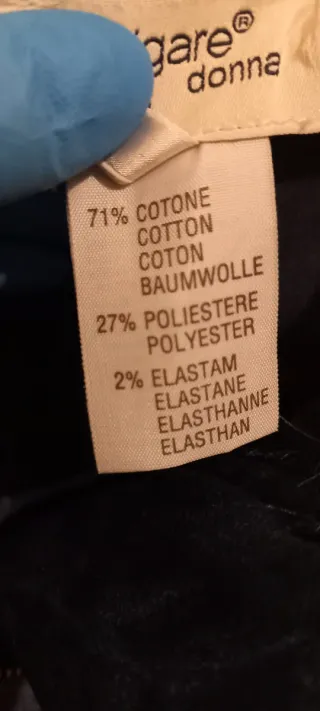 gare®
donna
71% COTONE
COTTON
COTON
BAUMWOLLE
27% POLIESTERE
POLYESTER
2% ELASTAM
ELASTANE
ELASTHANNE
ELASTHAN